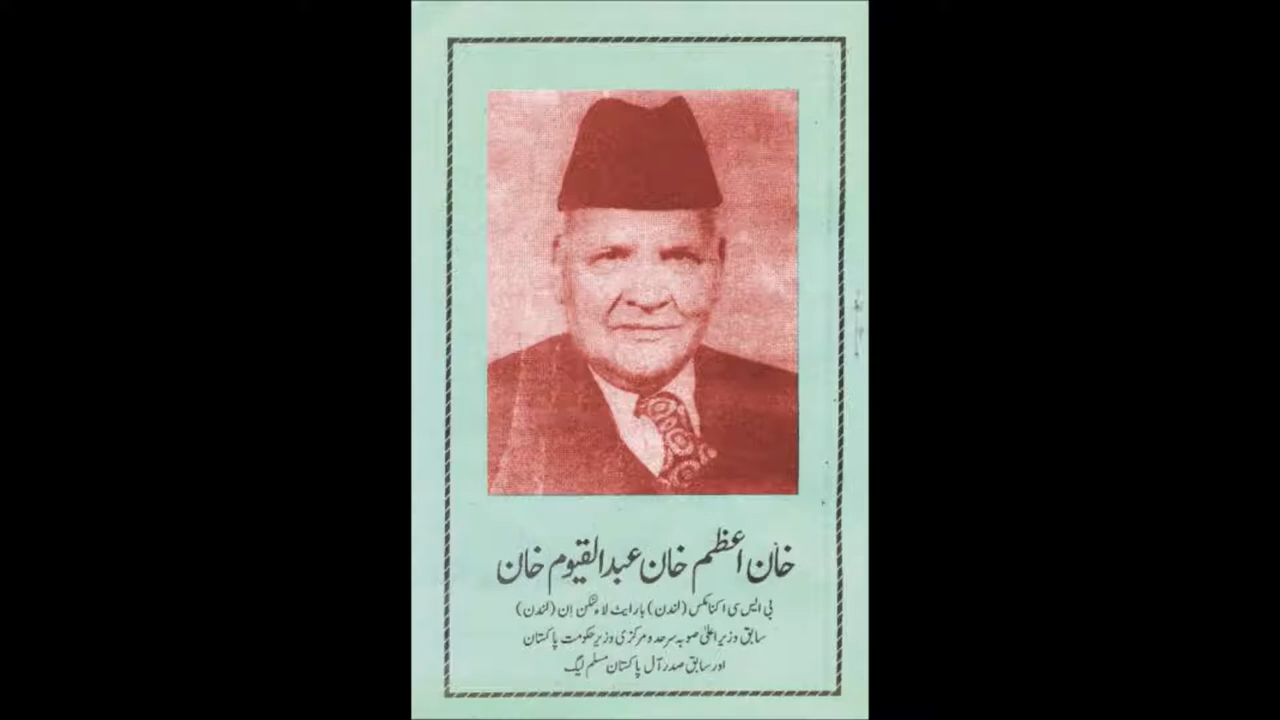 خان اعظم خان عبدالقیوم خان
بی ایس سی اکنامکس (لندن) بار ایٹ لاء لنکن اِن (لندن)
سابق وزیر اعلیٰ صوبہ سرحد و مرکزی وزیر حکومت پاکستان
اور سابق صدر آل پاکستان مسلم لیگ